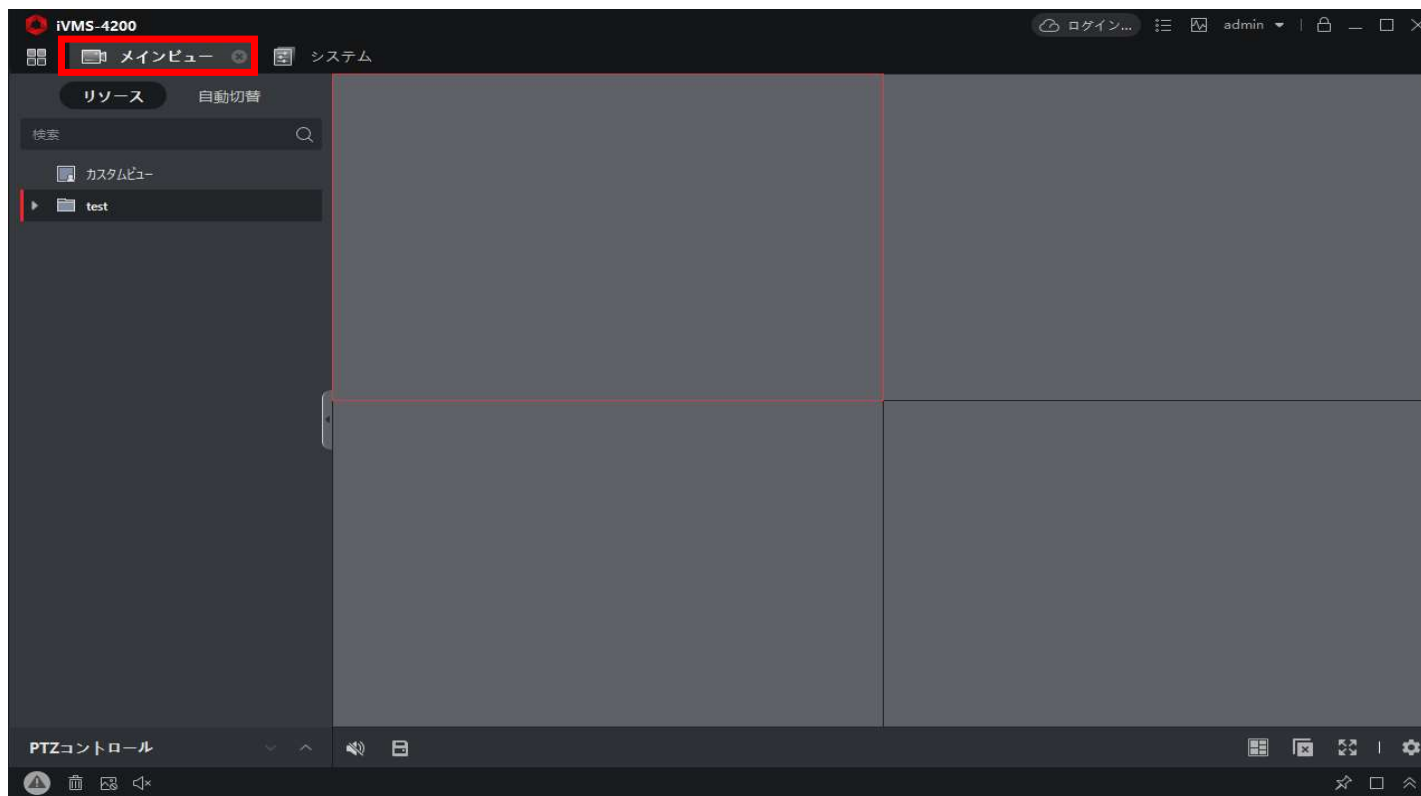 iVMS-4200 ログイン... admin
メインビュー システム
リソース 自動切替
検索
カスタムビュー
test
PTZコントロール